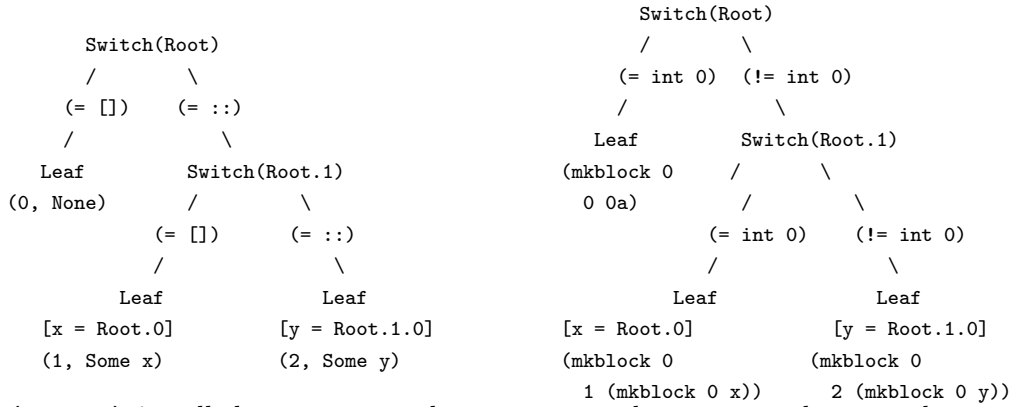 Switch(Root)
/ \
(= []) (= ::)
/ \
Leaf Switch(Root.1)
(0, None) / \
(= []) (= ::)
/ \
Leaf Leaf
[x = Root.0] [y = Root.1.0]
(1, Some x) (2, Some y)
Switch(Root)
/ \
(= int 0) (!= int 0)
/ \
Leaf Switch(Root.1)
(mkblock 0 / \
0 0a) / \
(= int 0) (!= int 0)
/ \
Leaf Leaf
[x = Root.0] [y = Root.1.0]
(mkblock 0 (mkblock 0
1 (mkblock 0 x)) 2 (mkblock 0 y))